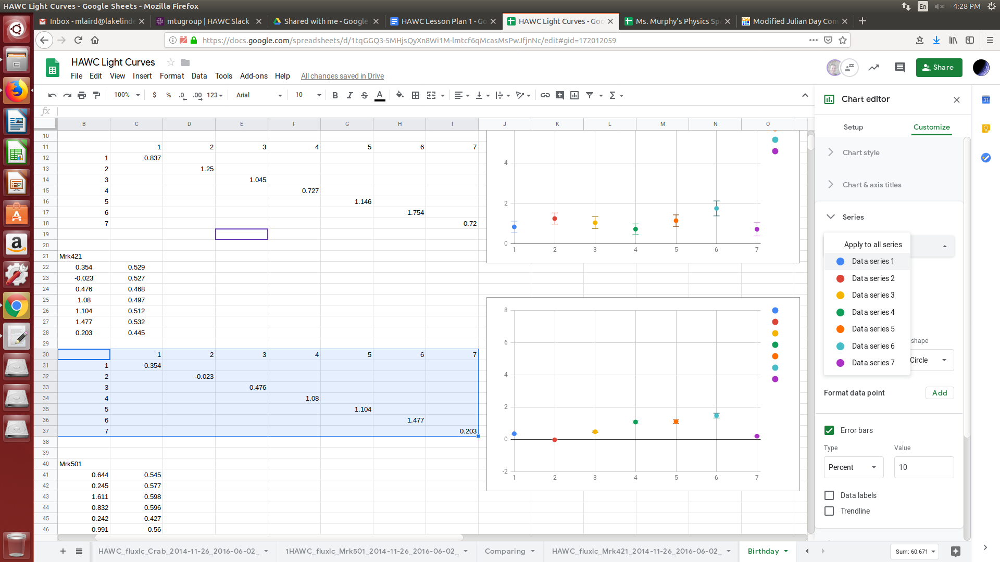 HAWC Light Curves - Google Sheets - Mozilla Firefox
En
4:28 PM
Inbox - mlaird@lakelind
mtugroup | HAWC Slack
Shared with me - Google
HAWC Lesson Plan 1 - Go
HAWC Light Curves - Goo
Ms. Murphy's Physics Sp
Modified Julian Day Con
https://docs.google.com/spreadsheets/d/1tqGGQ3-5MHjsQyXn8Wi1M-lmtcf6qMcasMsPwJfjnNc/edit#gid=172012059
HAWC Light Curves
File Edit View Insert Format Data Tools Add-ons Help All changes saved in Drive
Share
100% $ % .0 .00 123 Arial 10 B I S A Σ
fx
B C D E F G H I J K L M N O
10
11 1 2 3 4 5 6 7
12 1 0.837
13 2 1.25
14 3 1.045
15 4 0.727
16 5 1.146
17 6 1.754
18 7 0.72
19
20
21 Mrk421
22 0.354 0.529
23 -0.023 0.527
24 0.476 0.468
25 1.08 0.497
26 1.104 0.512
27 1.477 0.532
28 0.203 0.445
29
30 1 2 3 4 5 6 7
31 1 0.354
32 2 -0.023
33 3 0.476
34 4 1.08
35 5 1.104
36 6 1.477
37 7 0.203
38
39
40 Mrk501
41 0.644 0.545
42 0.245 0.577
43 1.611 0.598
44 0.832 0.596
45 0.242 0.427
46 0.991 0.56
4
2
0
1 2 3 4 5 6 7
8
6
4
2
0
-2
1 2 3 4 5 6 7
Chart editor
Setup Customize
Chart style
Chart & axis titles
Series
Apply to all series
Data series 1
Data series 2
Data series 3
Data series 4
Data series 5
Data series 6
Data series 7
shape
Circle
Format data point Add
Error bars
Type Value
Percent 10
Data labels
Trendline
31
HAWC_fluxlc_Crab_2014-11-26_2016-06-02_
1HAWC_fluxlc_Mrk501_2014-11-26_2016-06-02_
Comparing
HAWC_fluxlc_Mrk421_2014-11-26_2016-06-02_
Birthday
Sum: 60.671